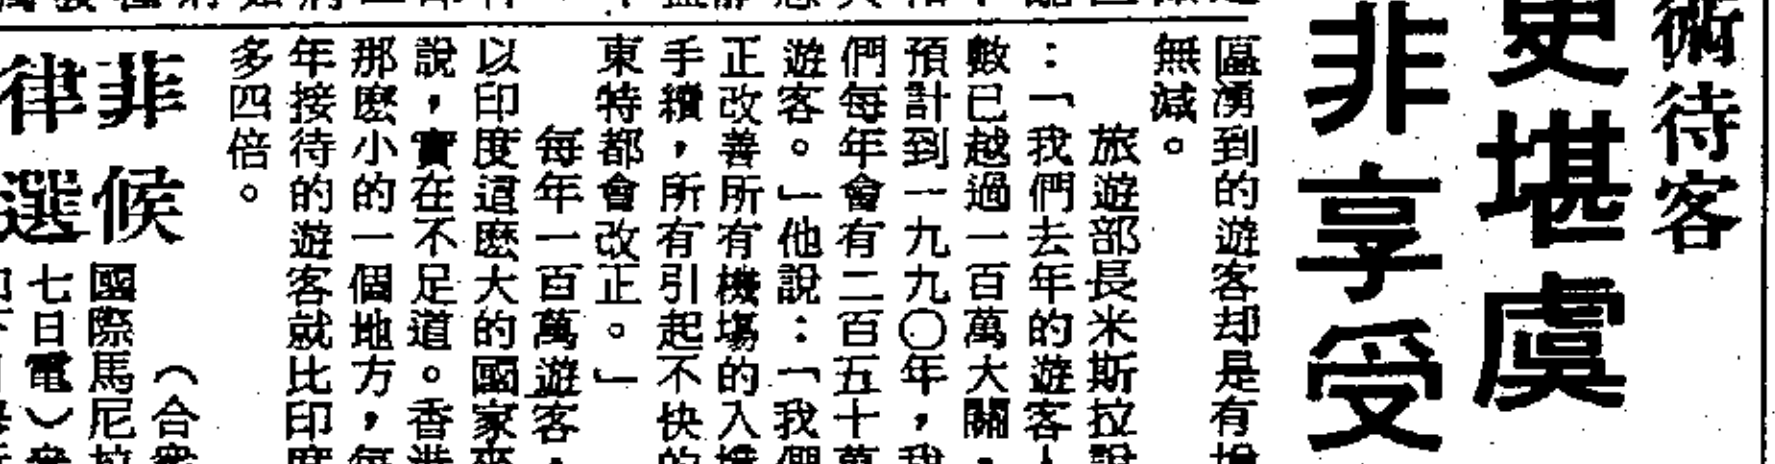 術待客
更堪虞
非享受
區湧到的遊客却是有增
無減。
旅遊部長米斯拉說
：「我們去年的遊客人
數已越過一百萬大關，
預計到一九九〇年，我
們每年會有二百五十萬
遊客。」他說：「我們
正改善所有機場的入境
手續，所有引起不快的
東特都會改正。」
每年一百萬遊客，
以印度這麽大的國家來
說，實在不足道。香港
那麽小的一個地方，每
年接待的遊客就比印度
多四倍。
菲候
律選
（合衆
國際馬尼拉
七日電）